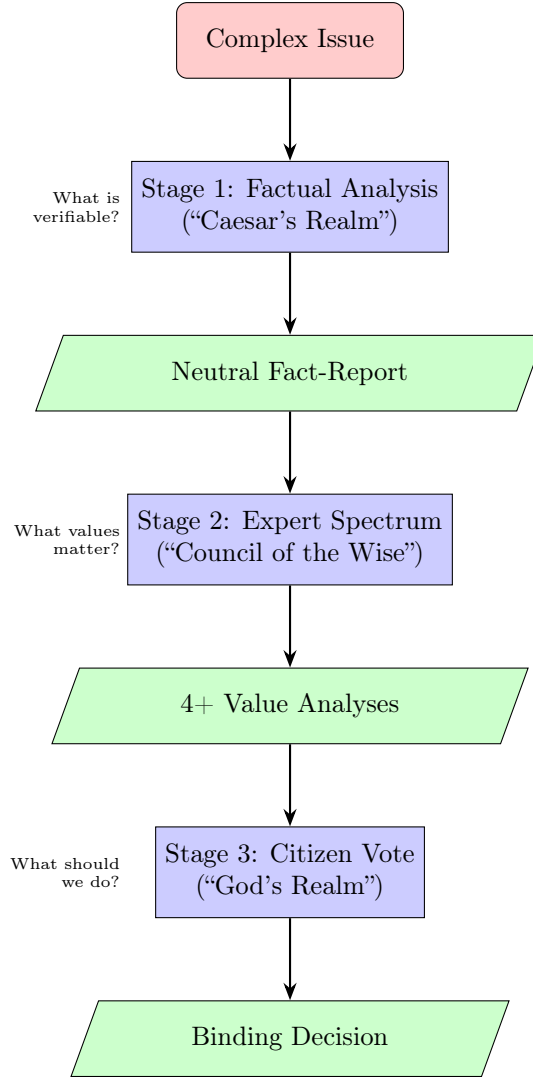 Complex Issue
What is
verifiable?
Stage 1: Factual Analysis
(“Caesar’s Realm”)
Neutral Fact-Report
What values
matter?
Stage 2: Expert Spectrum
(“Council of the Wise”)
4+ Value Analyses
What should
we do?
Stage 3: Citizen Vote
(“God’s Realm”)
Binding Decision